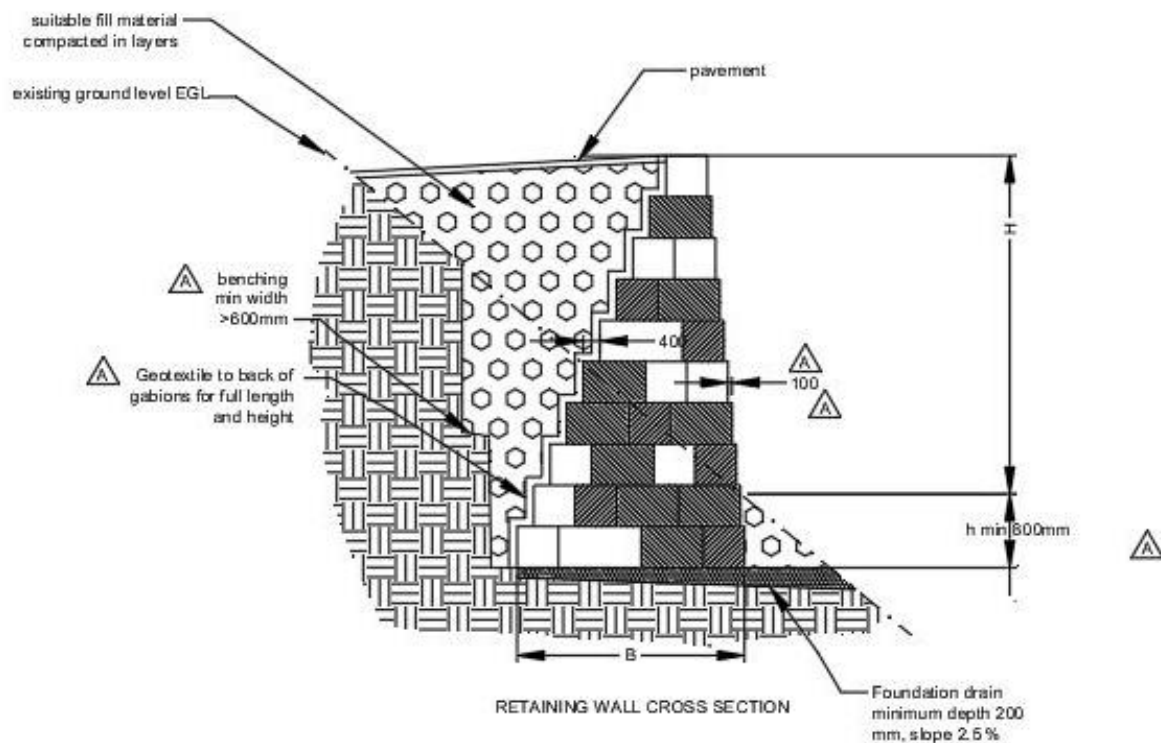 suitable fill material
compacted in layers
pavement
existing ground level EGL
H
A
benching
min width
>600mm
400
A
Geotextile to back of
gabions for full length
and height
A
100
A
h min 800mm
A
B
RETAINING WALL CROSS SECTION
Foundation drain
minimum depth 200
mm, slope 2.5%